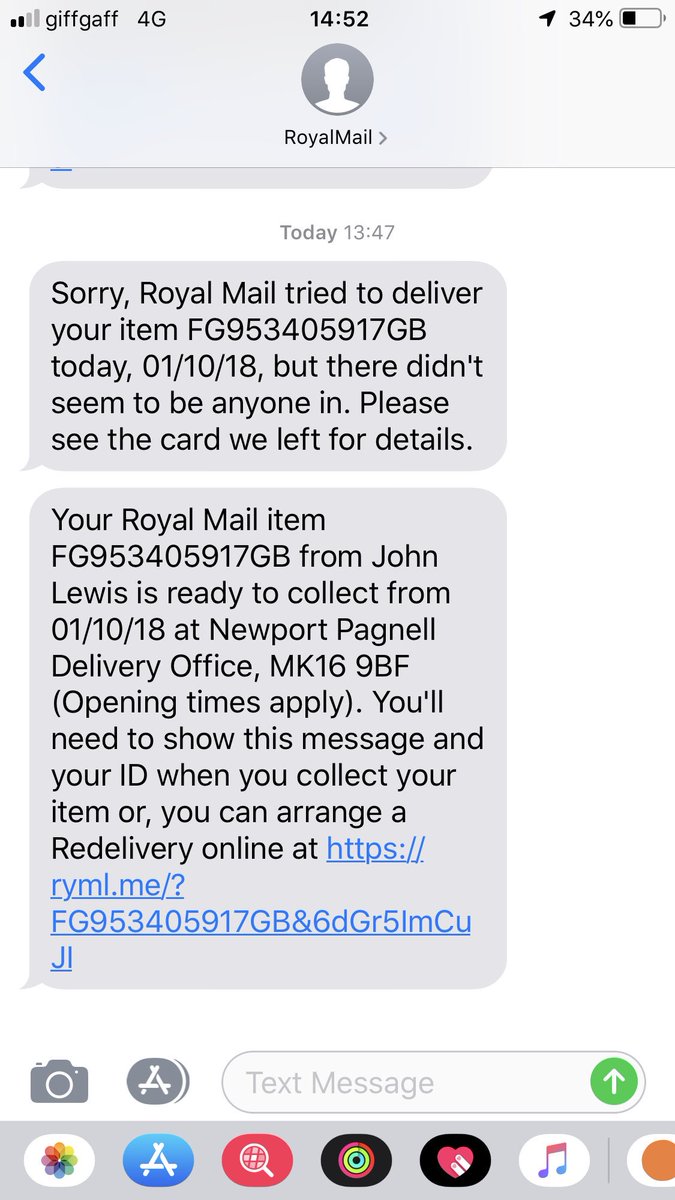 giffgaff 4G 14:52 34%
RoyalMail
Today 13:47
Sorry, Royal Mail tried to deliver
your item FG953405917GB
today, 01/10/18, but there didn't
seem to be anyone in. Please
see the card we left for details.
Your Royal Mail item
FG953405917GB from John
Lewis is ready to collect from
01/10/18 at Newport Pagnell
Delivery Office, MK16 9BF
(Opening times apply). You'll
need to show this message and
your ID when you collect your
item or, you can arrange a
Redelivery online at https://
ryml.me/?
FG953405917GB&6dGr5ImCu
JI
Text Message